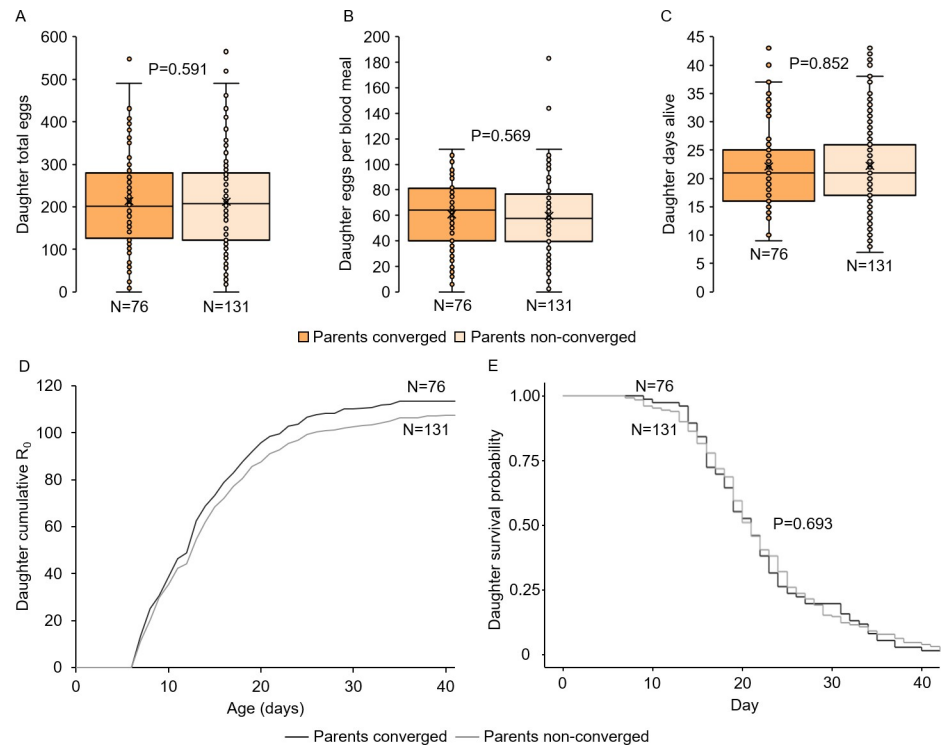 A
Daughter total eggs
600
500
400
300
200
100
0
P=0.591
N=76
N=131
B
Daughter eggs per blood meal
200
180
160
140
120
100
80
60
40
20
0
P=0.569
N=76
N=131
C
Daughter days alive
45
40
35
30
25
20
15
10
5
0
P=0.852
N=76
N=131
Parents converged
Parents non-converged
D
Daughter cumulative R0
120
100
80
60
40
20
0
N=76
N=131
0 10 20 30 40
Age (days)
E
Daughter survival probability
1.00
0.75
0.50
0.25
0
N=76
N=131
P=0.693
0 10 20 30 40
Day
Parents converged
Parents non-converged